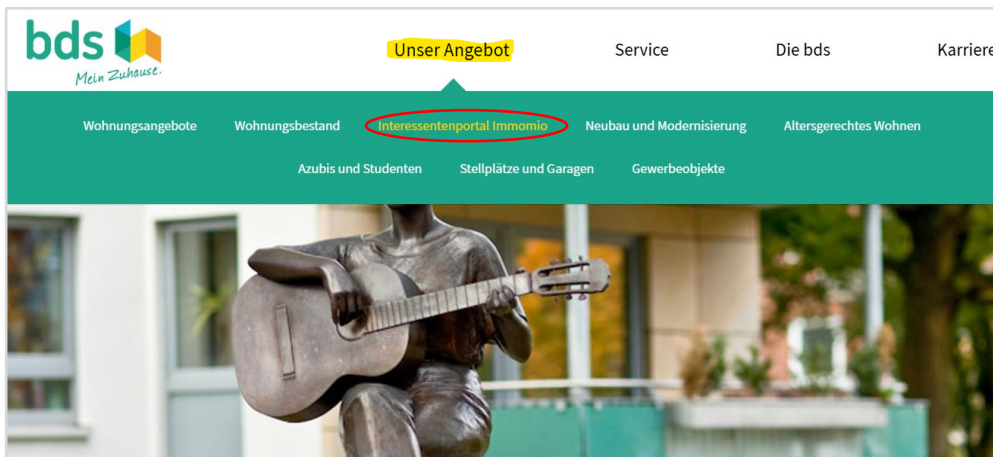 bds
Mein Zuhause.
Unser Angebot Service Die bds Karriere
Wohnungsangebote Wohnungsbestand Interessentenportal Immomio Neubau und Modernisierung Altersgerechtes Wohnen
Azubis und Studenten Stellplätze und Garagen Gewerbeobjekte